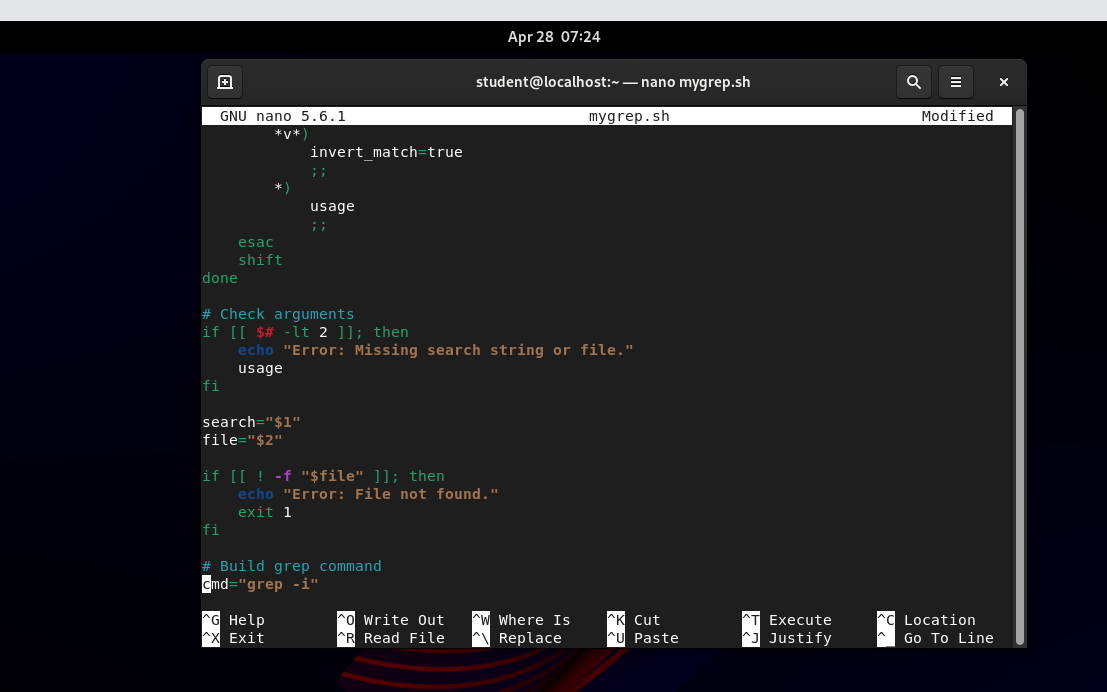 Apr 28 07:24
student@localhost:~ — nano mygrep.sh
GNU nano 5.6.1 mygrep.sh Modified
        *v*)
            invert_match=true
            ;;
        *)
            usage
            ;;
    esac
    shift
done
# Check arguments
if [[ $# -lt 2 ]]; then
    echo "Error: Missing search string or file."
    usage
fi
search="$1"
file="$2"
if [[ ! -f "$file" ]]; then
    echo "Error: File not found."
    exit 1
fi
# Build grep command
cmd="grep -i"
^G Help ^O Write Out ^W Where Is ^K Cut ^T Execute ^C Location
^X Exit ^R Read File ^\ Replace ^U Paste ^J Justify ^_ Go To Line